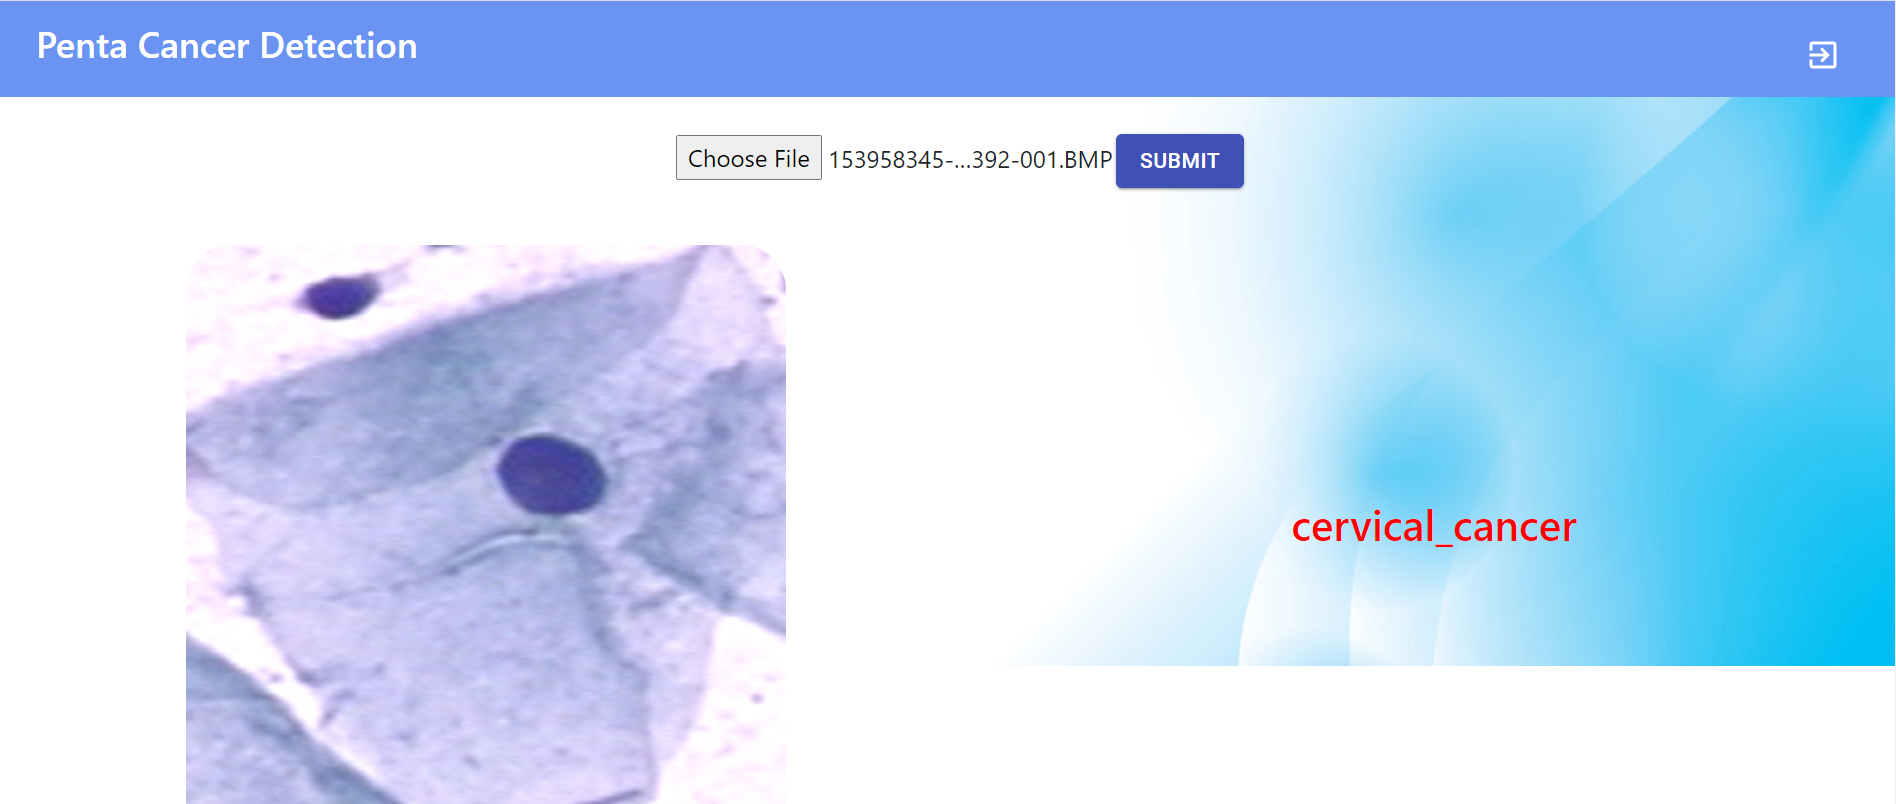 Penta Cancer Detection
Choose File 153958345-...392-001.BMP SUBMIT
cervical_cancer